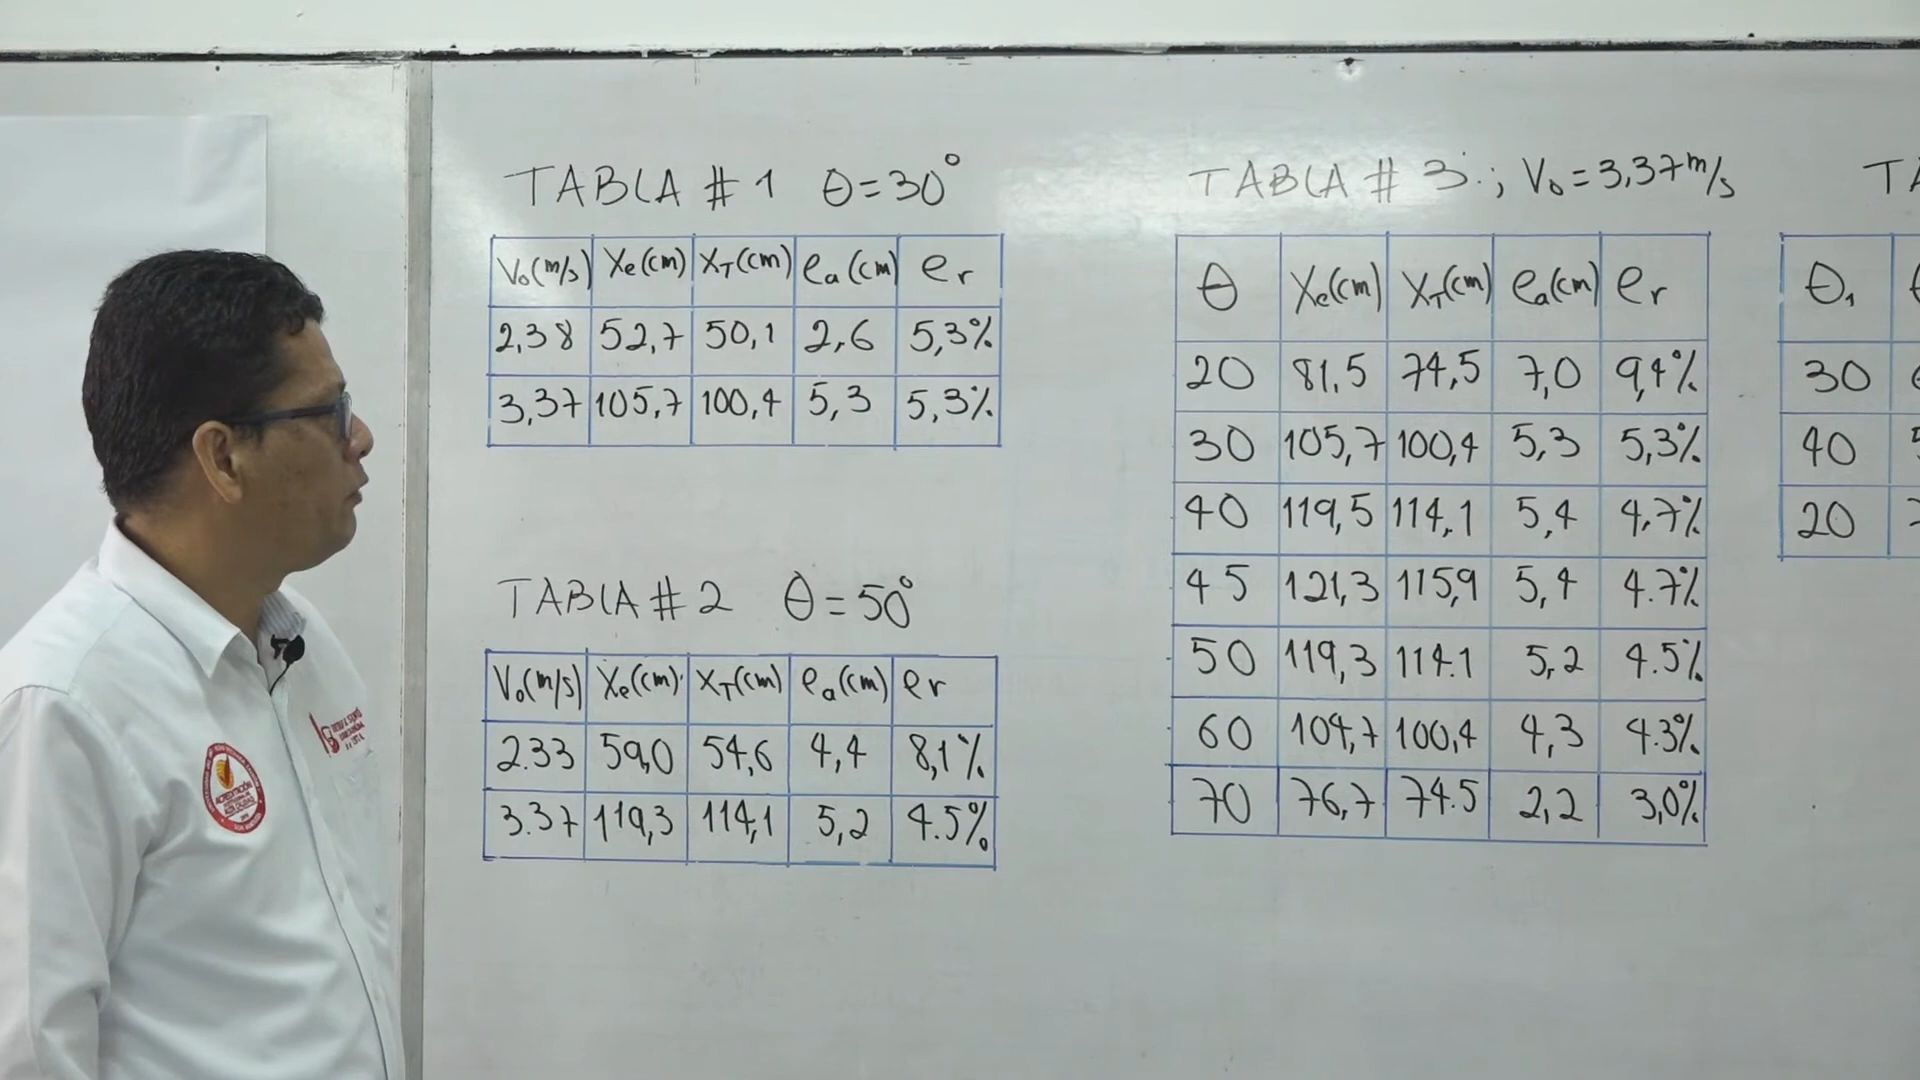 TABLA # 1 θ=30°
V₀(m/s) Xe(cm) X_T(cm) ea(cm) er
2,38 52,7 50,1 2,6 5,3%
3,37 105,7 100,4 5,3 5,3%
TABLA # 2 θ=50°
V₀(m/s) Xe(cm) X_T(cm) ea(cm) er
2.33 59,0 54,6 4,4 8,1%
3.37 119,3 114,1 5,2 4.5%
TABLA # 3 ; V₀=3,37 m/s
θ Xe(cm) X_T(cm) ea(cm) er
20 81,5 74,5 7,0 9,4%
30 105,7 100,4 5,3 5,3%
40 119,5 114,1 5,4 4,7%
45 121,3 115,9 5,4 4.7%
50 119,3 114.1 5,2 4.5%
60 104,7 100,4 4,3 4.3%
70 76,7 74.5 2,2 3,0%
TA
θ₁
30
40
20
ACREDITACIÓN